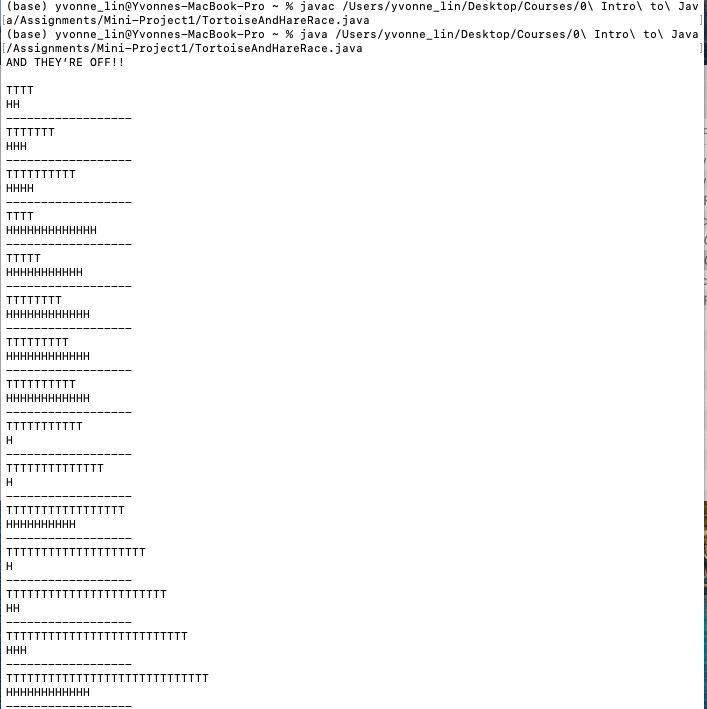 (base) yvonne_lin@Yvonnes-MacBook-Pro ~ % javac /Users/yvonne_lin/Desktop/Courses/0\ Intro\ to\ Jav
[a/Assignments/Mini-Project1/TortoiseAndHareRace.java ]
(base) yvonne_lin@Yvonnes-MacBook-Pro ~ % java /Users/yvonne_lin/Desktop/Courses/0\ Intro\ to\ Java
[/Assignments/Mini-Project1/TortoiseAndHareRace.java ]
AND THEY’RE OFF!!
TTTT
HH
------------------
TTTTTTT
HHH
------------------
TTTTTTTTTT
HHHH
------------------
TTTT
HHHHHHHHHHHHH
------------------
TTTTT
HHHHHHHHHHH
------------------
TTTTTTTT
HHHHHHHHHHHH
------------------
TTTTTTTTT
HHHHHHHHHHHH
------------------
TTTTTTTTTT
HHHHHHHHHHHH
------------------
TTTTTTTTTTT
H
------------------
TTTTTTTTTTTTTT
H
------------------
TTTTTTTTTTTTTTTTT
HHHHHHHHHH
------------------
TTTTTTTTTTTTTTTTTTTT
H
------------------
TTTTTTTTTTTTTTTTTTTTTTT
HH
------------------
TTTTTTTTTTTTTTTTTTTTTTTTTT
HHH
------------------
TTTTTTTTTTTTTTTTTTTTTTTTTTTTT
HHHHHHHHHHHH
------------------